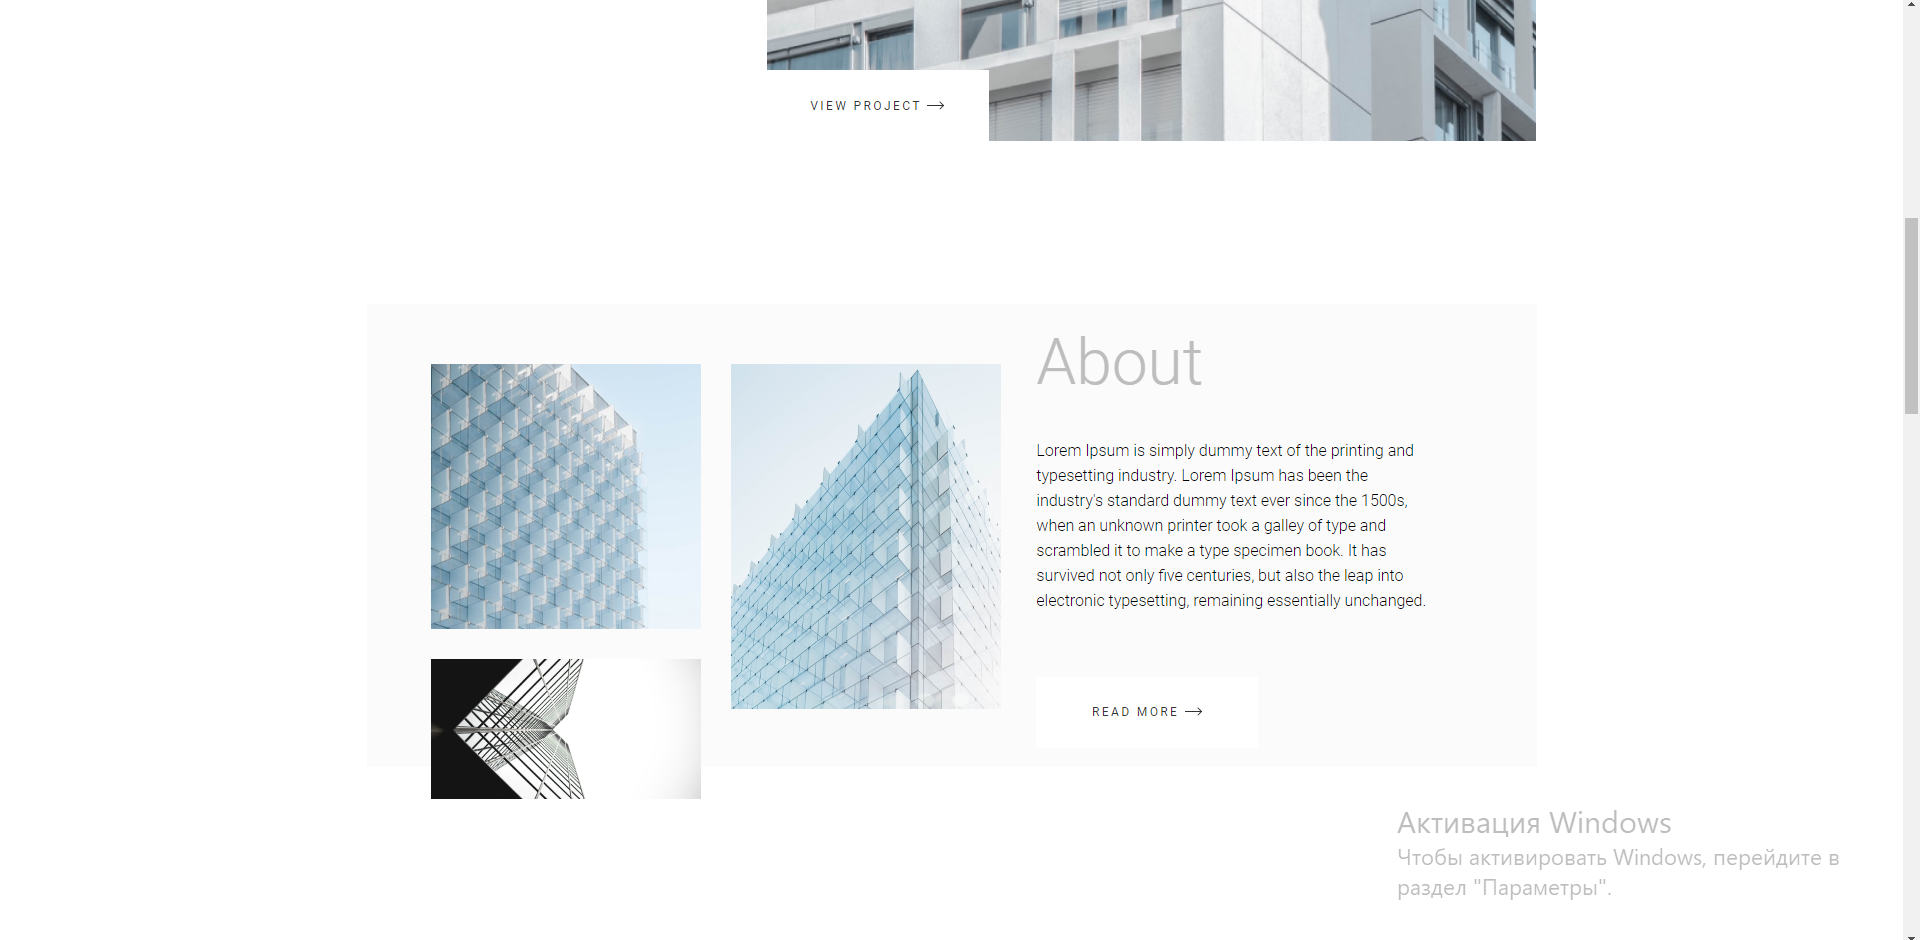 VIEW PROJECT
About
Lorem Ipsum is simply dummy text of the printing and
typesetting industry. Lorem Ipsum has been the
industry's standard dummy text ever since the 1500s,
when an unknown printer took a galley of type and
scrambled it to make a type specimen book. It has
survived not only five centuries, but also the leap into
electronic typesetting, remaining essentially unchanged.
READ MORE
Активация Windows
Чтобы активировать Windows, перейдите в
раздел "Параметры".